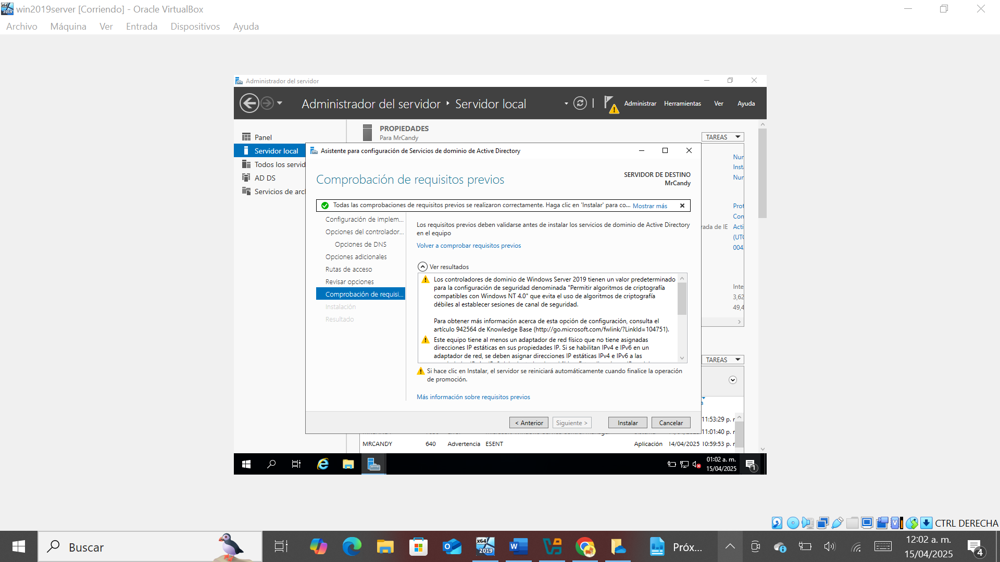 win2019server [Corriendo] - Oracle VirtualBox
Archivo Máquina Ver Entrada Dispositivos Ayuda
Administrador del servidor
Administrador del servidor Servidor local
Administrar Herramientas Ver Ayuda
Panel
Servidor local
Todos los servid
AD DS
Servicios de arc
PROPIEDADES
Para MrCandy
TAREAS
Asistente para configuración de Servicios de dominio de Active Directory
Comprobación de requisitos previos
SERVIDOR DE DESTINO
MrCandy
Todas las comprobaciones de requisitos previos se realizaron correctamente. Haga clic en 'Instalar' para co... Mostrar más
Configuración de implem...
Opciones del controlador...
Opciones de DNS
Opciones adicionales
Rutas de acceso
Revisar opciones
Comprobación de requisi...
Instalación
Resultado
Los requisitos previos deben validarse antes de instalar los servicios de dominio de Active Directory
en el equipo
Volver a comprobar requisitos previos
Ver resultados
Los controladores de dominio de Windows Server 2019 tienen un valor predeterminado
para la configuración de seguridad denominada "Permitir algoritmos de criptografía
compatibles con Windows NT 4.0" que evita el uso de algoritmos de criptografía
débiles al establecer sesiones de canal de seguridad.
Para obtener más información acerca de esta opción de configuración, consulta el
artículo 942564 de Knowledge Base (http://go.microsoft.com/fwlink/?LinkId=104751).
Este equipo tiene al menos un adaptador de red físico que no tiene asignadas
direcciones IP estáticas en sus propiedades IP. Si se habilitan IPv4 e IPv6 en un
adaptador de red, se deben asignar direcciones IP estáticas IPv4 e IPv6 a las
Si hace clic en Instalar, el servidor se reiniciará automáticamente cuando finalice la operación
de promoción.
Más información sobre requisitos previos
< Anterior Siguiente > Instalar Cancelar
Nur
Inst
Nur
Prot
Con
rada de IE Acti
(UTC
004
Inte
3,62
49,4
TAREAS
11:53:29 p. r
11:01:40 p. r
MRCANDY 640 Advertencia ESENT Aplicación 14/04/2025 10:59:53 p. r
01:02 a. m.
15/04/2025
1
CTRL DERECHA
Buscar
x64
2019
Próx...
12:02 a. m.
15/04/2025
4